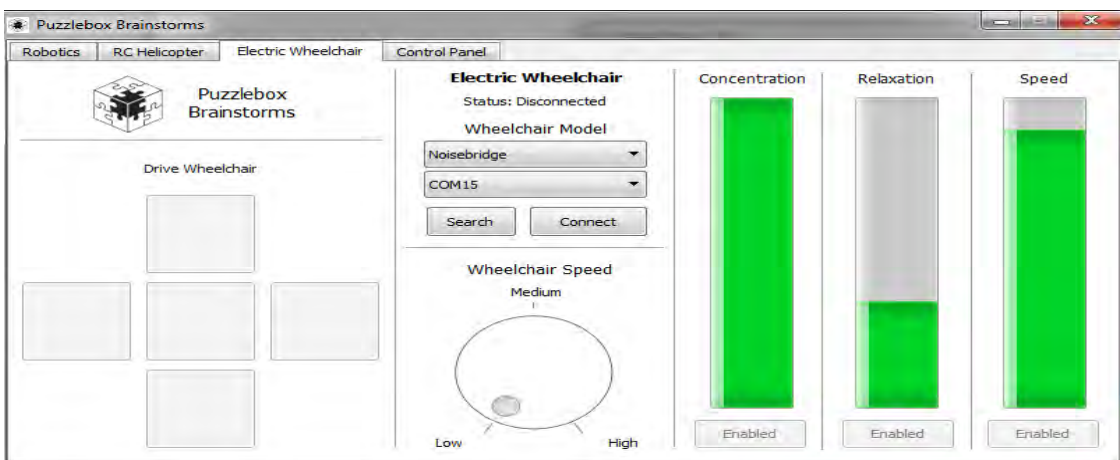 Puzzlebox Brainstorms
Robotics
RC Helicopter
Electric Wheelchair
Control Panel
Puzzlebox
Brainstorms
Drive Wheelchair
Electric Wheelchair
Status: Disconnected
Wheelchair Model
Noisebridge
COM15
Search
Connect
Wheelchair Speed
Medium
Low
High
Concentration
Enabled
Relaxation
Enabled
Speed
Enabled